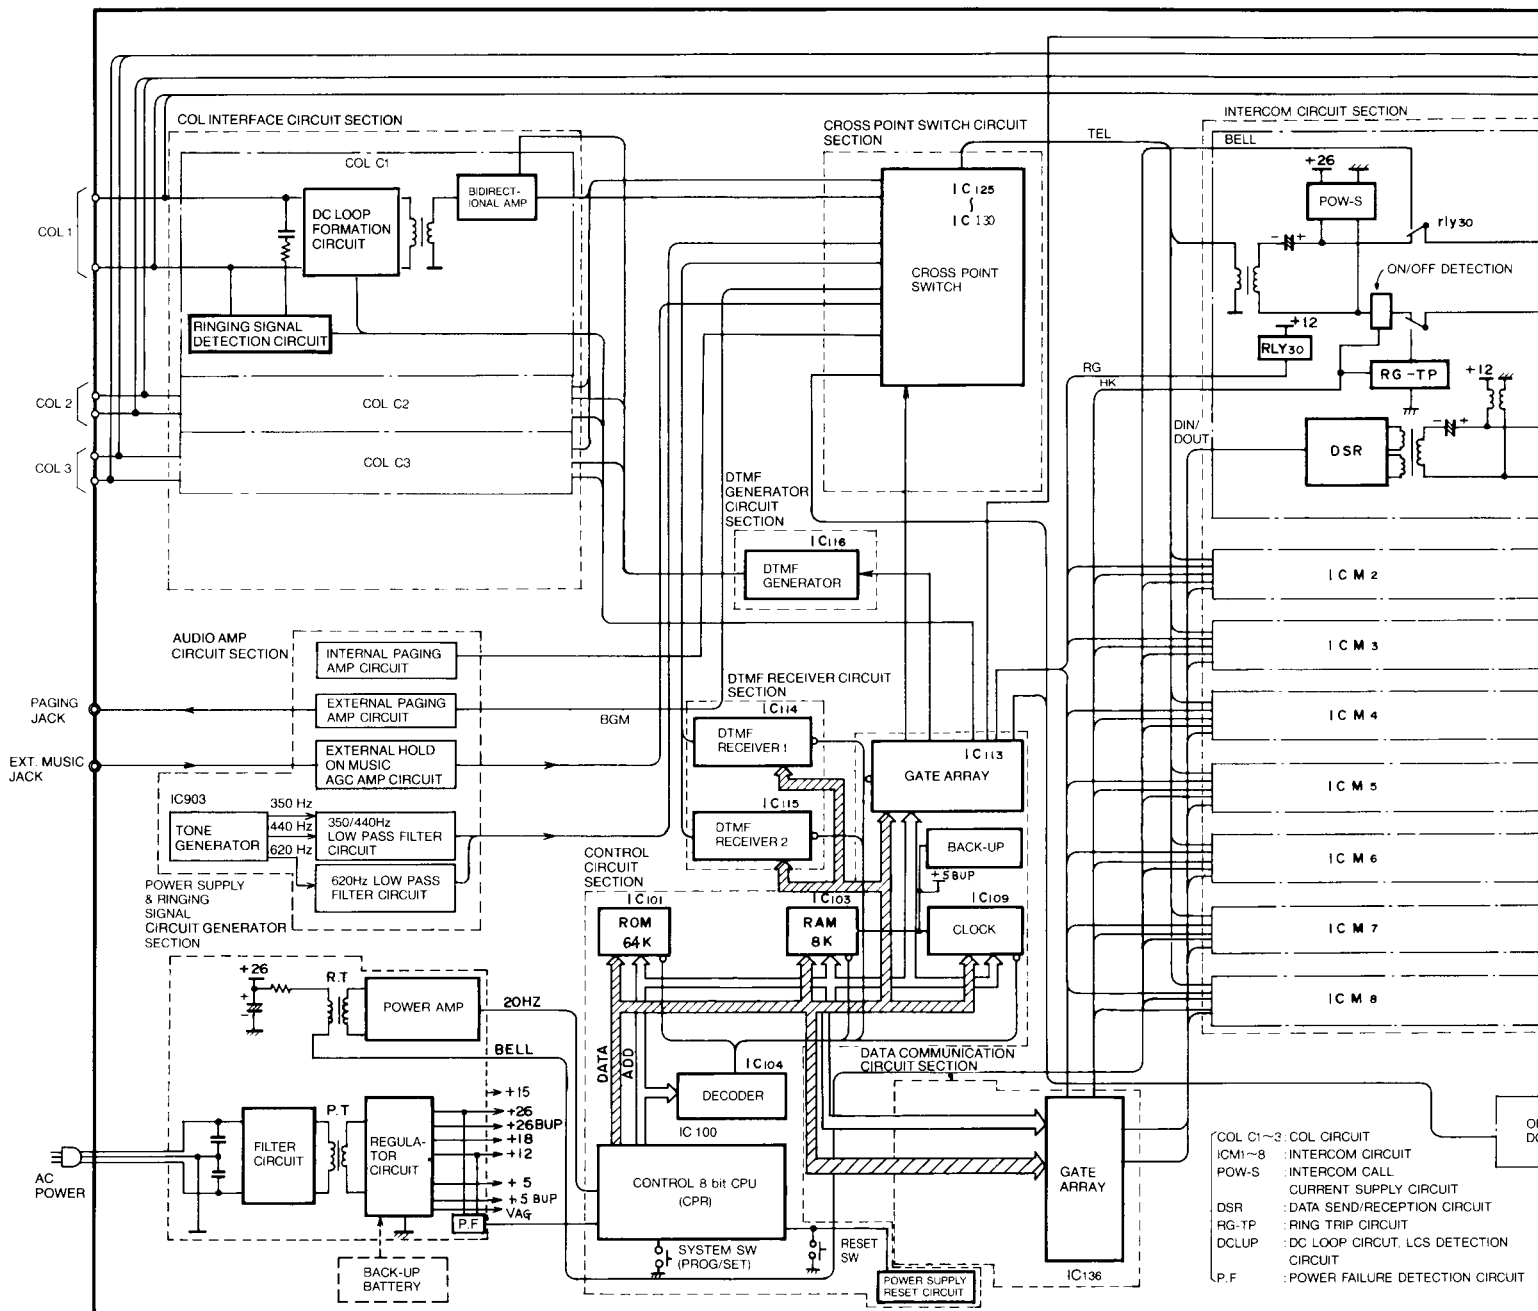 COL INTERFACE CIRCUIT SECTION
COL C1
COL 1
DC LOOP
FORMATION
CIRCUIT
BIDIRECT-
IONAL AMP
RINGING SIGNAL
DETECTION CIRCUIT
COL 2
COL C2
COL 3
COL C3
CROSS POINT SWITCH CIRCUIT
SECTION
IC125
∼
IC130
CROSS POINT
SWITCH
TEL
INTERCOM CIRCUIT SECTION
BELL
+26
POW-S
- +
rly30
ON/OFF DETECTION
+12
RLY30
RG
HK
RG-TP
+12
DIN/
DOUT
DSR
- +
ICM2
ICM3
ICM4
ICM5
ICM6
ICM7
ICM8
DTMF
GENERATOR
CIRCUIT
SECTION
IC116
DTMF
GENERATOR
AUDIO AMP
CIRCUIT SECTION
INTERNAL PAGING
AMP CIRCUIT
PAGING
JACK
EXTERNAL PAGING
AMP CIRCUIT
BGM
EXT. MUSIC
JACK
EXTERNAL HOLD
ON MUSIC
AGC AMP CIRCUIT
IC903
TONE
GENERATOR
350 Hz
440 Hz
620 Hz
350/440Hz
LOW PASS FILTER
CIRCUIT
620Hz LOW PASS
FILTER CIRCUIT
DTMF RECEIVER CIRCUIT
SECTION
IC114
DTMF
RECEIVER 1
IC115
DTMF
RECEIVER 2
IC113
GATE ARRAY
BACK-UP
+5BUP
CONTROL
CIRCUIT
SECTION
IC101
ROM
64K
IC103
RAM
8K
IC109
CLOCK
POWER SUPPLY
& RINGING
SIGNAL
CIRCUIT GENERATOR
SECTION
+26
+
-
R.T
POWER AMP
20HZ
BELL
DATA
ADD
IC104
DECODER
DATA COMMUNICATION
CIRCUIT SECTION
AC
POWER
FILTER
CIRCUIT
P.T
REGULA-
TOR
CIRCUIT
+15
+26
+26BUP
+18
+12
+5
+5BUP
VAG
P.F
BACK-UP
BATTERY
IC100
CONTROL 8 bit CPU
(CPR)
SYSTEM SW
(PROG/SET)
RESET
SW
POWER SUPPLY
RESET CIRCUIT
GATE
ARRAY
IC136
COL C1~3 : COL CIRCUIT
ICM1~8 : INTERCOM CIRCUIT
POW-S : INTERCOM CALL
CURRENT SUPPLY CIRCUIT
DSR : DATA SEND/RECEPTION CIRCUIT
RG-TP : RING TRIP CIRCUIT
DCLUP : DC LOOP CIRCUT, LCS DETECTION
CIRCUIT
P.F : POWER FAILURE DETECTION CIRCUIT